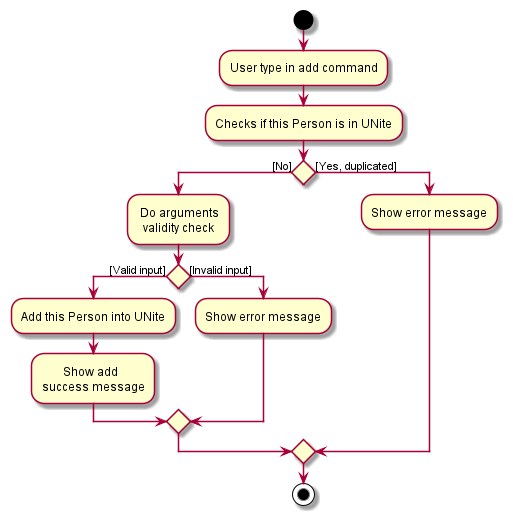 User type in add command
Checks if this Person is in UNite
[No]
[Yes, duplicated]
Do arguments
validity check
Show error message
[Valid input]
[Invalid input]
Add this Person into UNite
Show error message
Show add
success message